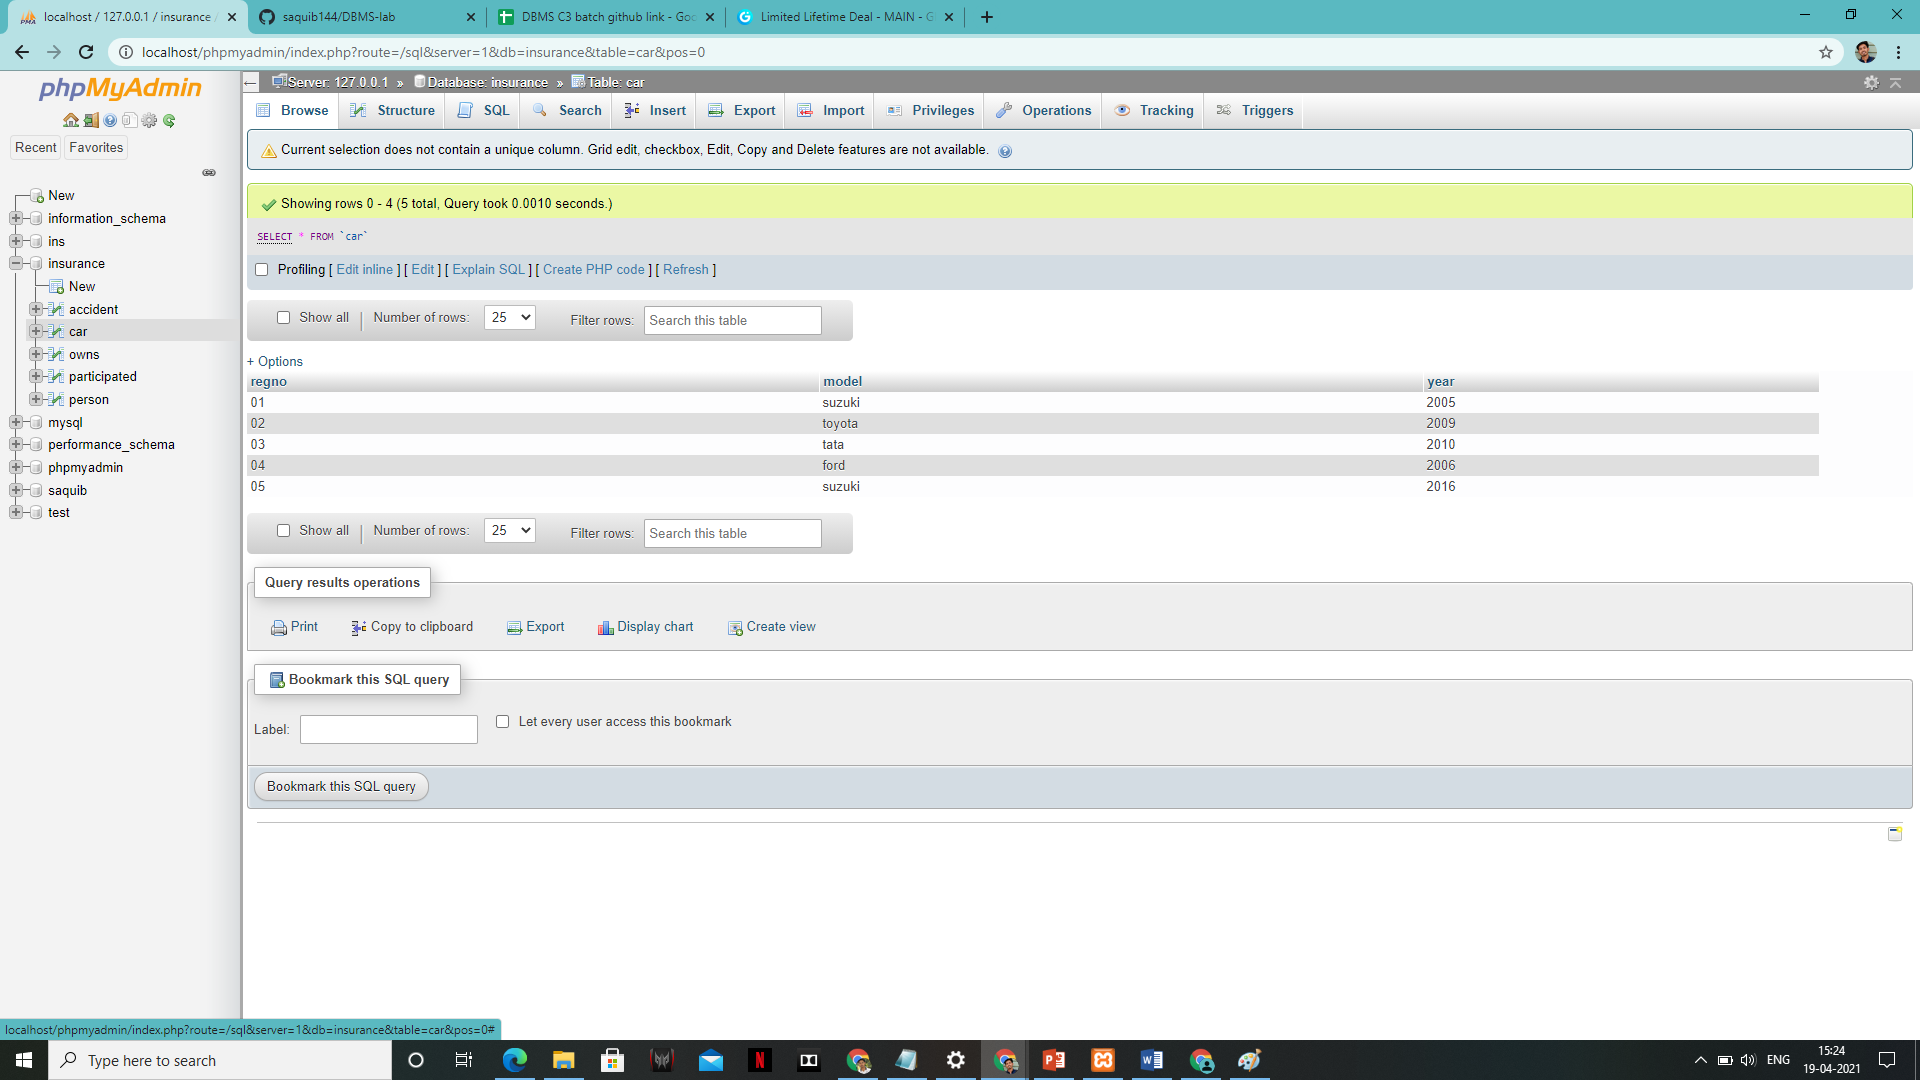 localhost / 127.0.0.1 / insurance /
saquib144/DBMS-lab
DBMS C3 batch github link - Goo
Limited Lifetime Deal - MAIN - G
localhost/phpmyadmin/index.php?route=/sql&server=1&db=insurance&table=car&pos=0
phpMyAdmin
Recent
Favorites
New
information_schema
ins
insurance
New
accident
car
owns
participated
person
mysql
performance_schema
phpmyadmin
saquib
test
Server: 127.0.0.1 » Database: insurance » Table: car
Browse
Structure
SQL
Search
Insert
Export
Import
Privileges
Operations
Tracking
Triggers
Current selection does not contain a unique column. Grid edit, checkbox, Edit, Copy and Delete features are not available.
Showing rows 0 - 4 (5 total, Query took 0.0010 seconds.)
SELECT * FROM `car`
Profiling [ Edit inline ] [ Edit ] [ Explain SQL ] [ Create PHP code ] [ Refresh ]
Show all | Number of rows: 25 Filter rows: Search this table
+ Options
regno model year
01 suzuki 2005
02 toyota 2009
03 tata 2010
04 ford 2006
05 suzuki 2016
Show all | Number of rows: 25 Filter rows: Search this table
Query results operations
Print Copy to clipboard Export Display chart Create view
Bookmark this SQL query
Label: Let every user access this bookmark
Bookmark this SQL query
localhost/phpmyadmin/index.php?route=/sql&server=1&db=insurance&table=car&pos=0#
Type here to search
ENG
15:24
19-04-2021